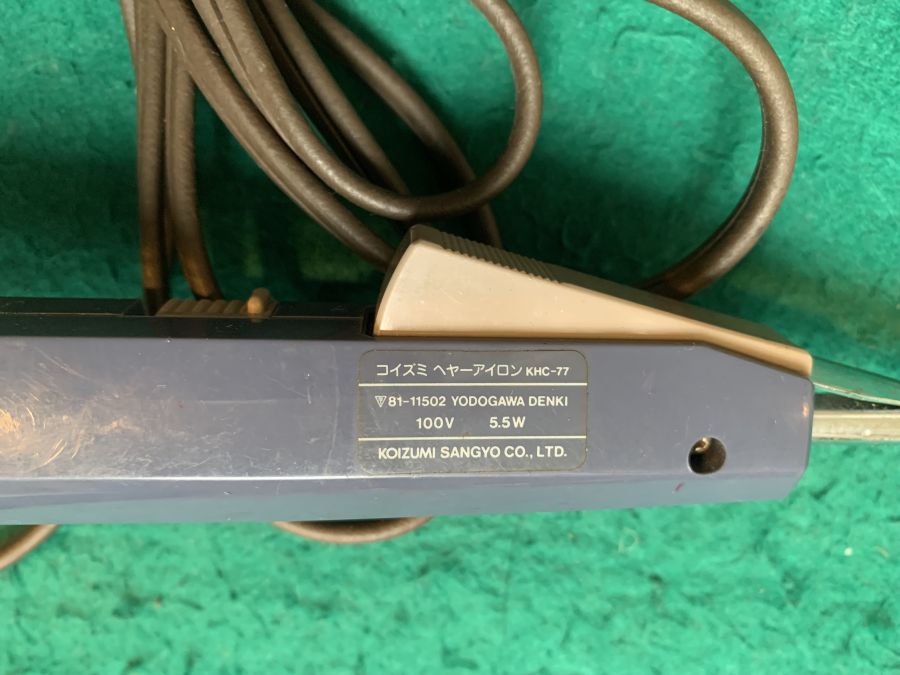 コイズミ ヘヤーアイロン KHC-77
81-11502 YODOGAWA DENKI
100V 5.5W
KOIZUMI SANGYO CO., LTD.